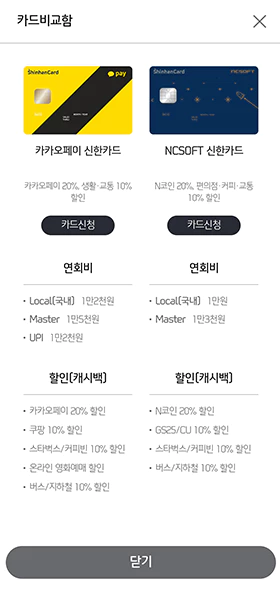 카드비교함
ShinhanCard
pay
ShinhanCard
NCSOFT
카카오페이 신한카드
NCSOFT 신한카드
카카오페이 20%, 생활·교통 10%
할인
N코인 20%, 편의점·커피·교통
10% 할인
카드신청
카드신청
연회비
연회비
· Local(국내) 1만2천원
· Master 1만5천원
· UPI 1만2천원
· Local(국내) 1만원
· Master 1만3천원
할인(캐시백)
할인(캐시백)
· 카카오페이 20% 할인
· 쿠팡 10% 할인
· 스타벅스/커피빈 10% 할인
· 온라인 영화예매 할인
· 버스/지하철 10% 할인
· N코인 20% 할인
· GS25/CU 10% 할인
· 스타벅스/커피빈 10% 할인
· 버스/지하철 10% 할인
닫기